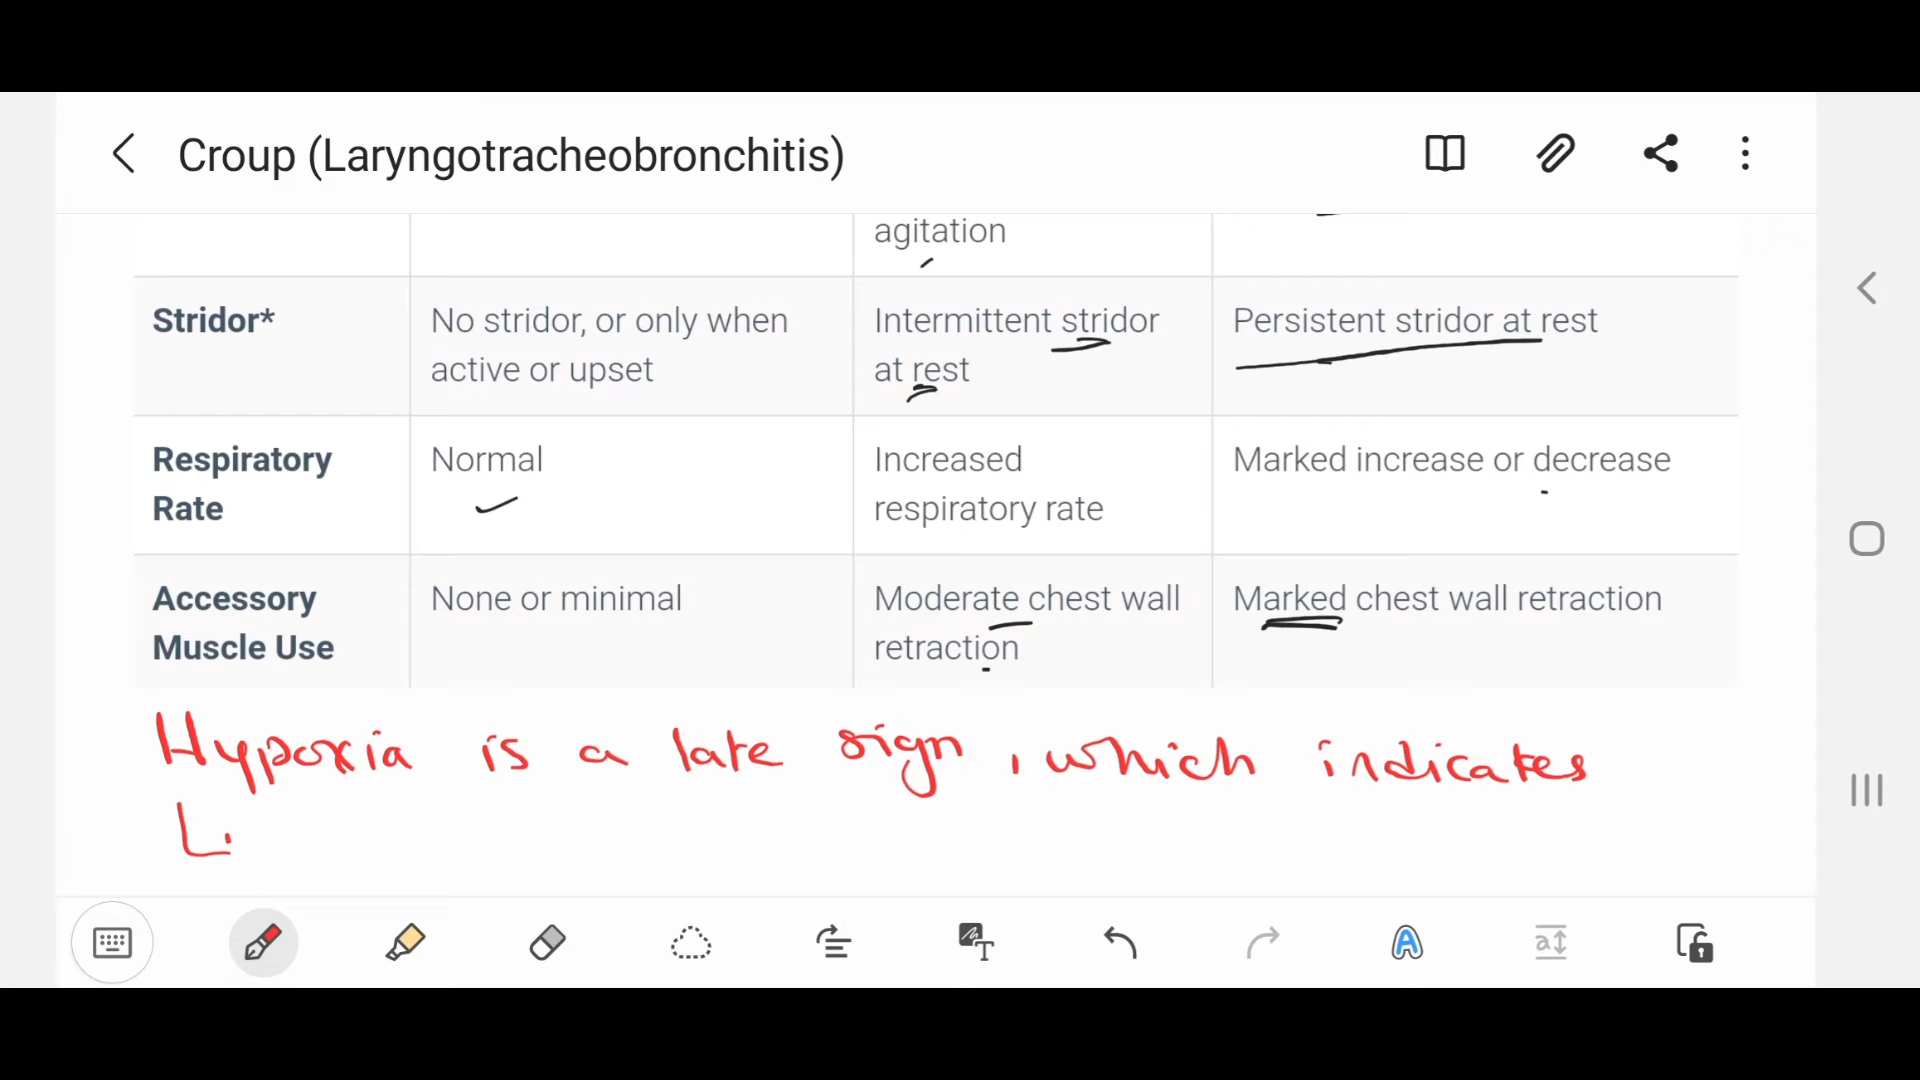 Croup (Laryngotracheobronchitis)
agitation
Stridor*
No stridor, or only when
active or upset
Intermittent stridor
at rest
Persistent stridor at rest
Respiratory
Rate
Normal
Increased
respiratory rate
Marked increase or decrease
Accessory
Muscle Use
None or minimal
Moderate chest wall
retraction
Marked chest wall retraction
Hypoxia is a late sign, which indicates
L